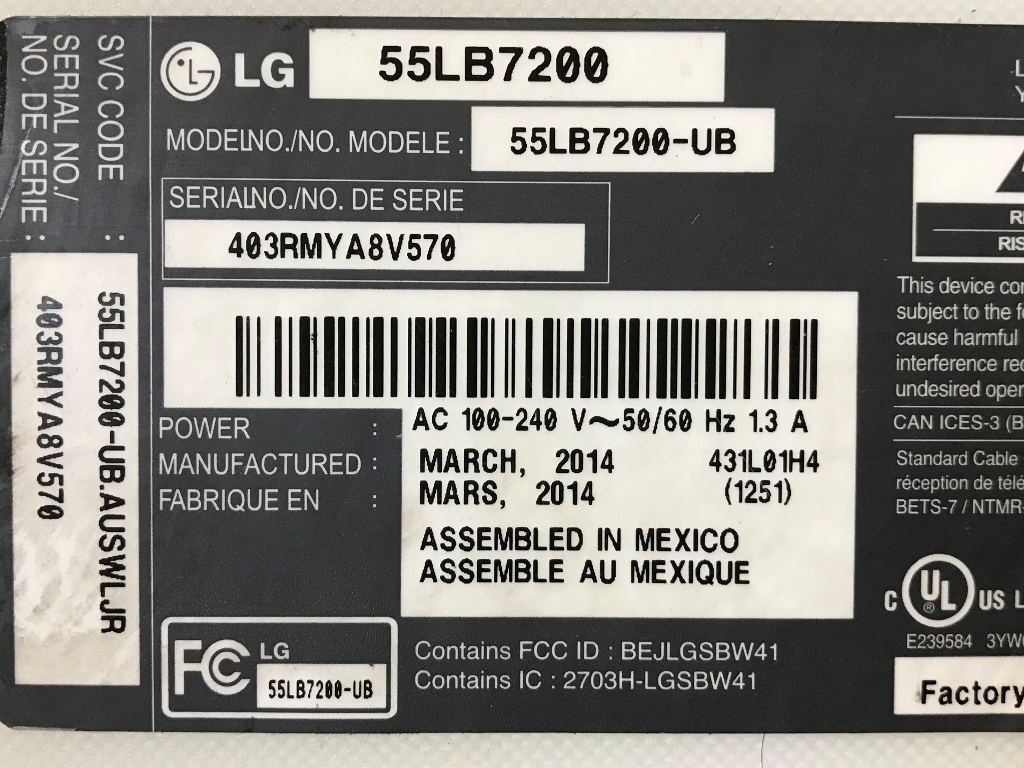 SVC CODE : 55LB7200-UB.AUSWLJR
SERIAL NO./
NO. DE SERIE : 403RMYA8V570
LG 55LB7200
MODELNO./NO. MODELE : 55LB7200-UB
SERIALNO./NO. DE SERIE
403RMYA8V570
POWER : AC 100-240 V~50/60 Hz 1.3 A
MANUFACTURED : MARCH, 2014 431L01H4
FABRIQUE EN : MARS, 2014 (1251)
ASSEMBLED IN MEXICO
ASSEMBLE AU MEXIQUE
FC LG
55LB7200-UB
Contains FCC ID : BEJLGSBW41
Contains IC : 2703H-LGSBW41
This device
subject to the
cause harmful
interference
undesired
CAN ICES-3
Standard Cable
réception de
BETS-7 / NTMR-
C UL ® US
E239584
Factory